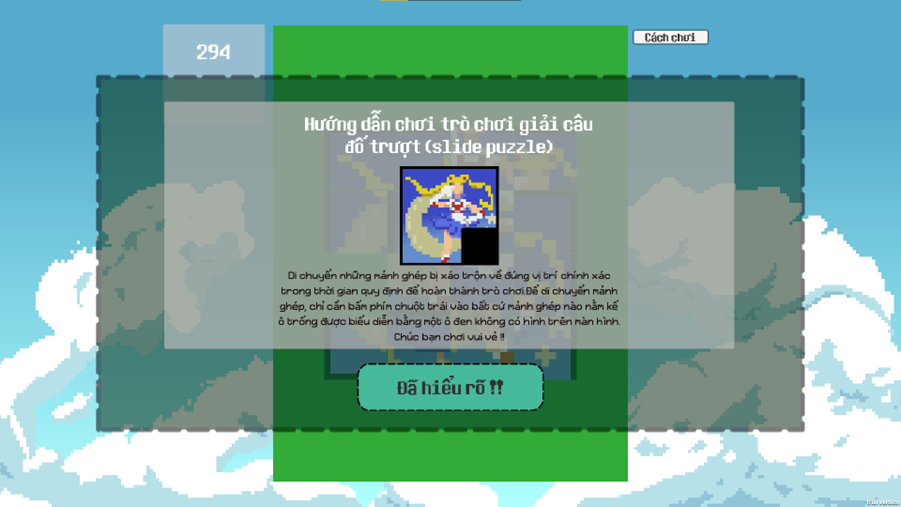 294
Cách chơi
Hướng dẫn chơi trò chơi giải câu
đố trượt (slide puzzle)
Di chuyển những mảnh ghép bị xáo trộn về đúng vị trí chính xác
trong thời gian quy định để hoàn thành trò chơi.Để di chuyển mảnh
ghép, chỉ cần bấm phím chuột trái vào bất cứ mảnh ghép nào nằm kế
ô trống được biểu diễn bằng một ô đen không có hình trên màn hình.
Chúc bạn chơi vui vẻ !!
Đã hiểu rõ !!